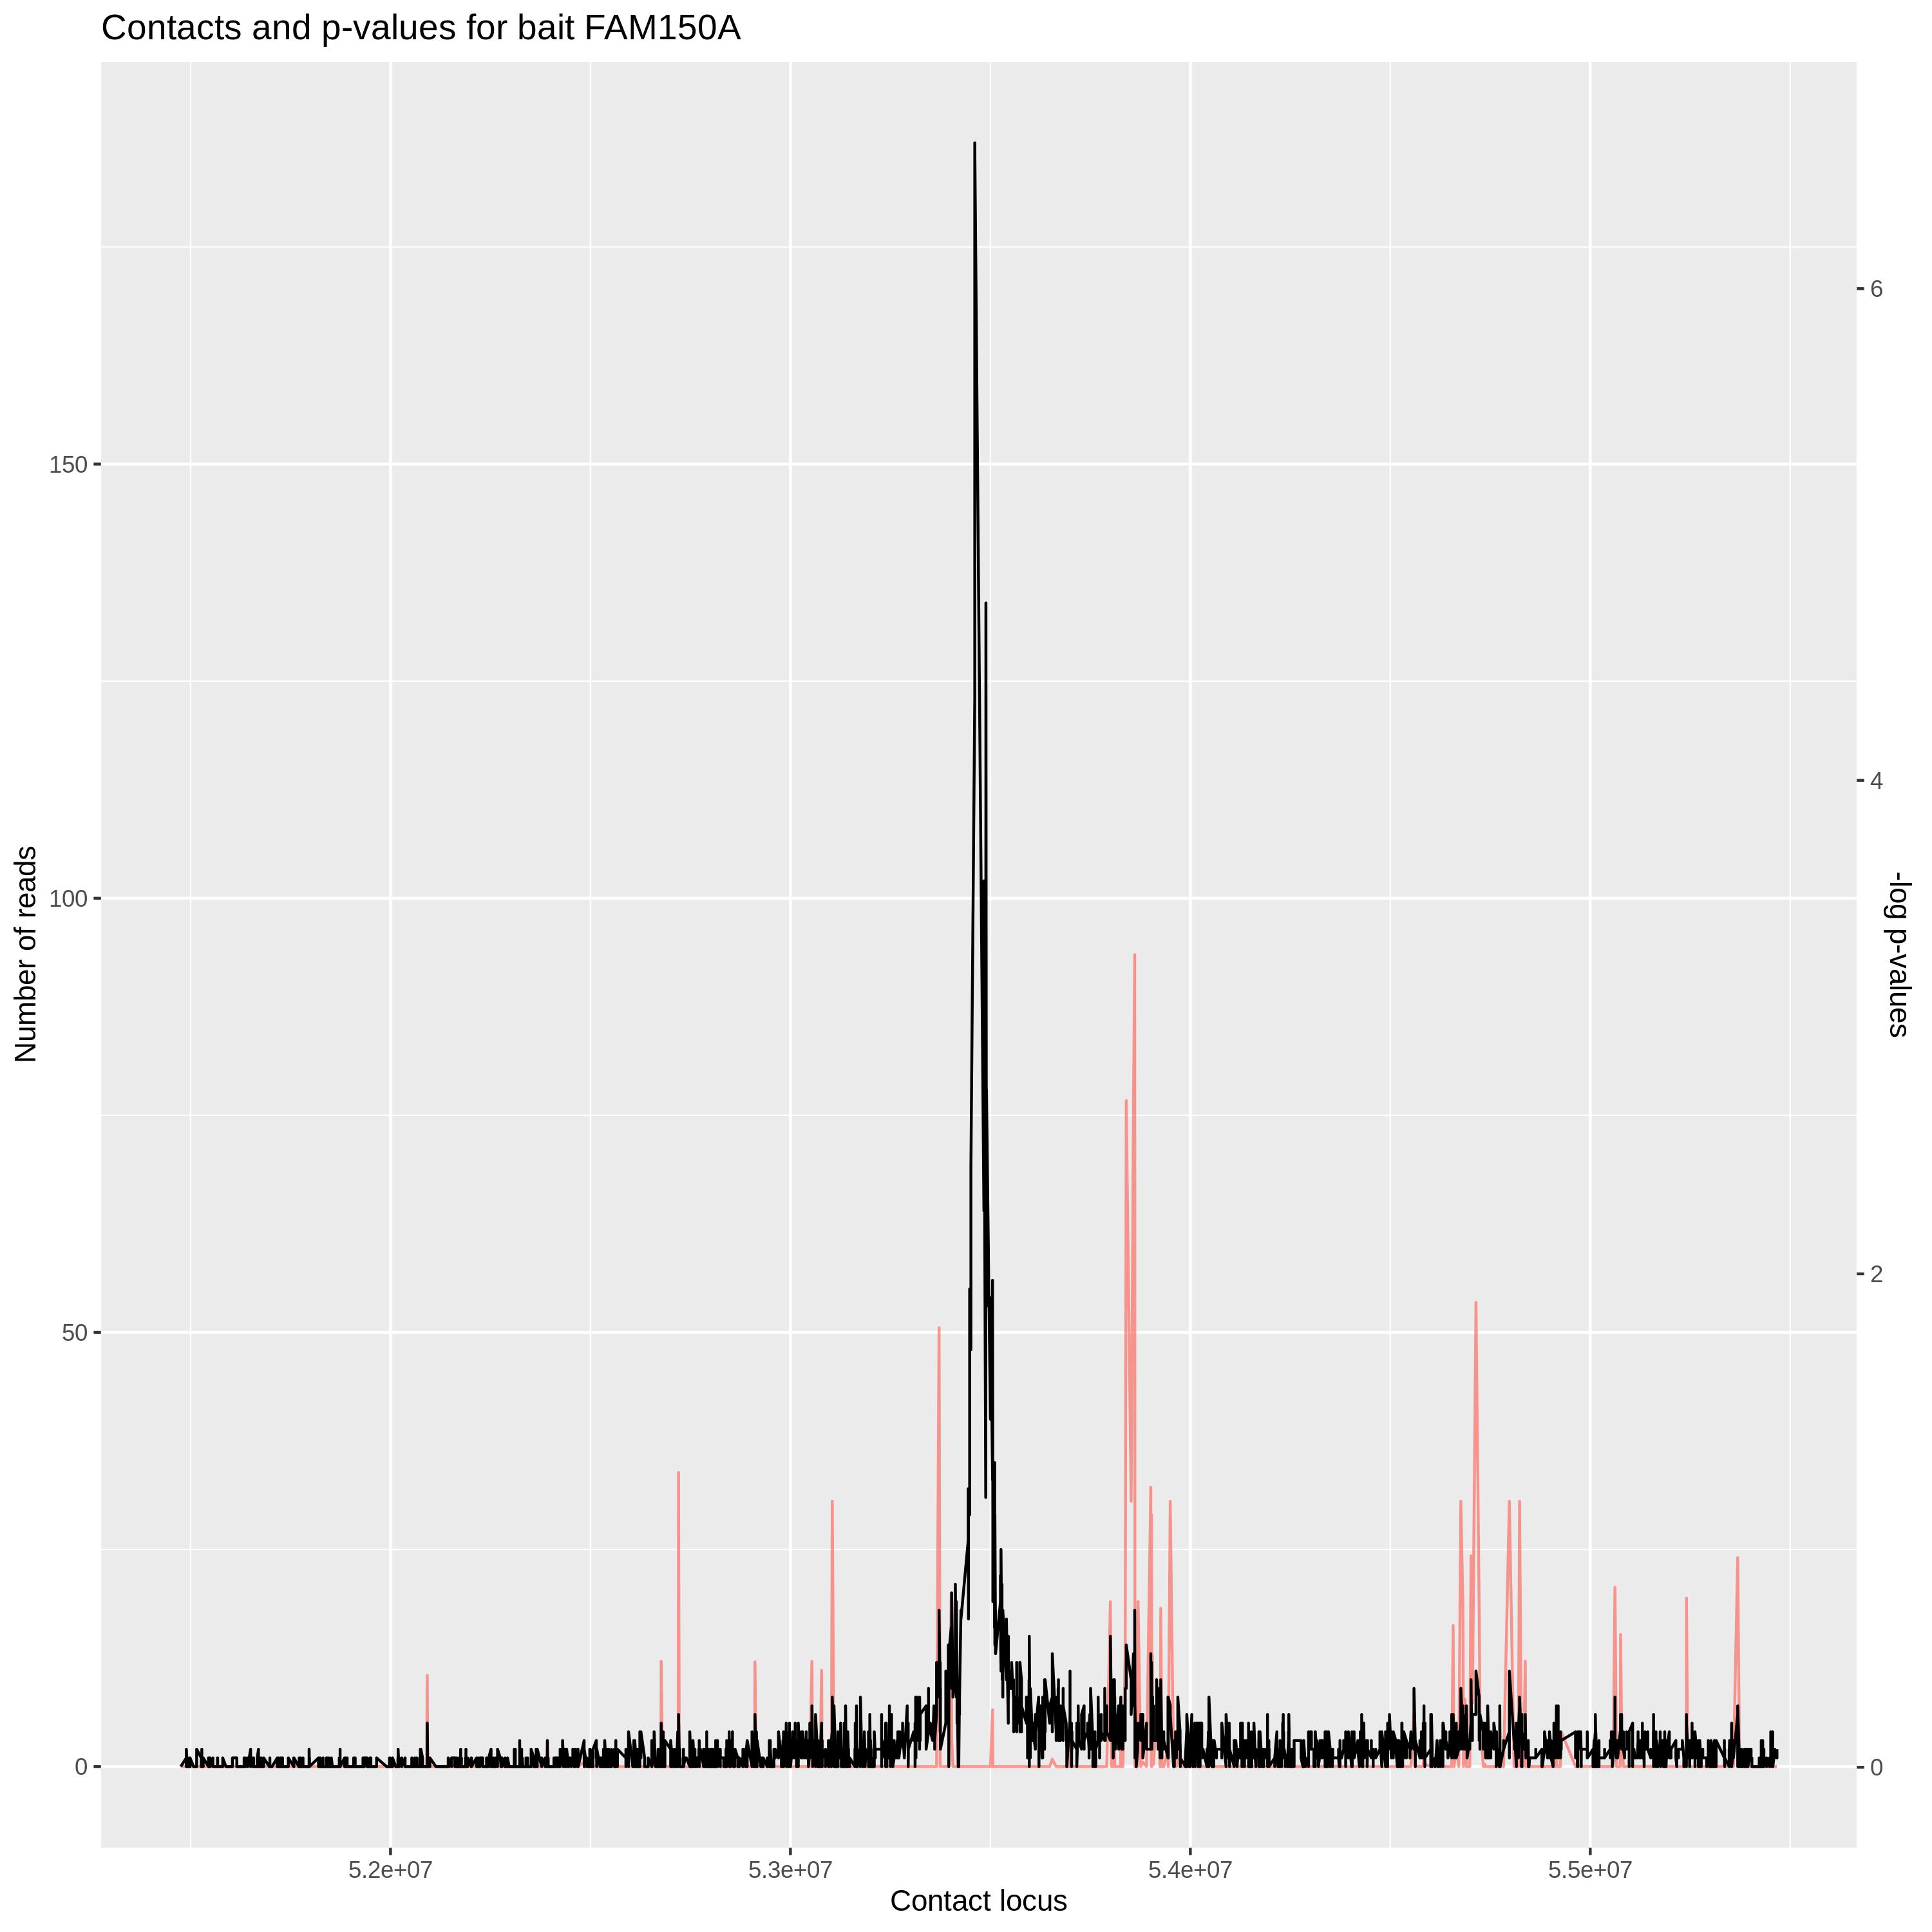 Contacts and p-values for bait FAM150A
Number of reads
150
100
50
0
6
4
2
0
-log p-values
5.2e+07
5.3e+07
5.4e+07
5.5e+07
Contact locus